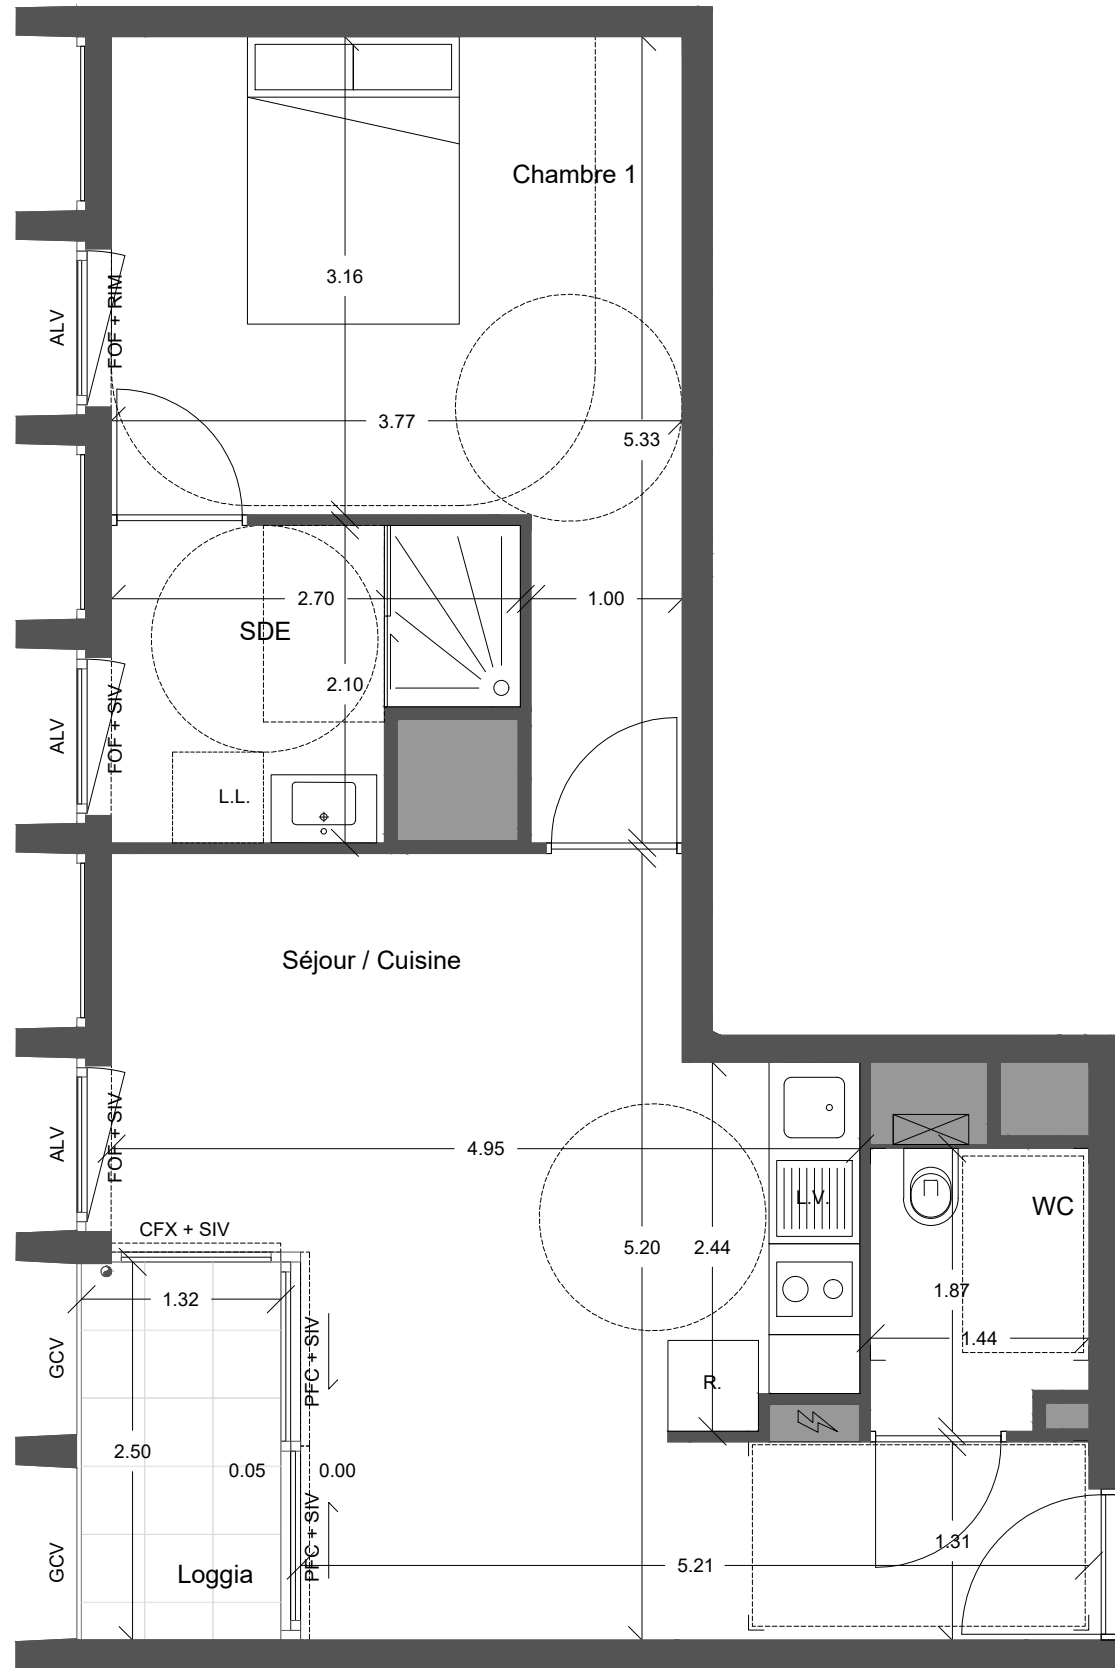 Chambre 1
3.16
ALV
FOF + RIM
3.77
5.33
2.70
1.00
SDE
2.10
ALV
FOF + SIV
L.L.
Séjour / Cuisine
ALV
FOF + SIV
4.95
L.V.
WC
CFX + SIV
5.20
2.44
1.87
1.32
1.44
GCV
PFC + SIV
R.
2.50
0.05
0.00
PFC + SIV
1.31
GCV
Loggia
5.21